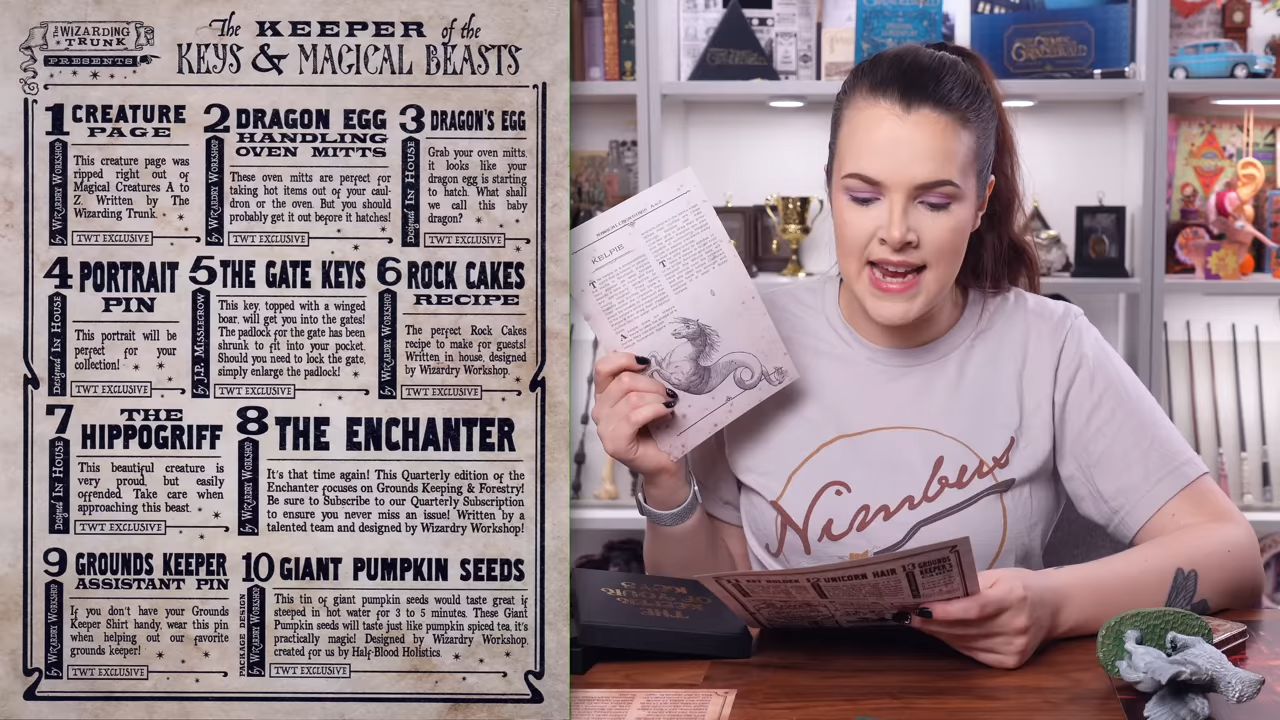 THE WIZARDING
TRUNK
PRESENTS
The KEEPER of the
KEYS & MAGICAL BEASTS
1 CREATURE
PAGE
by Wizardry Workshop
This creature page was
ripped right out of
Magical Creatures A to
Z. Written by The
Wizarding Trunk.
TWT EXCLUSIVE
2 DRAGON EGG
HANDLING
OVEN MITTS
by Wizardry Workshop
These oven mitts are perfect for
taking hot items out of your caul-
dron or the oven. But you should
probably get it out before it hatches!
TWT EXCLUSIVE
3 DRAGON'S EGG
Designed In House
Grab your oven mitts,
it looks like your
dragon egg is starting
to hatch. What shall
we call this baby
dragon?
TWT EXCLUSIVE
4 PORTRAIT
PIN
Designed In House
This portrait will be
perfect for your
collection!
TWT EXCLUSIVE
5 THE GATE KEYS
by J.P. Misslecrow
This key, topped with a winged
boar, will get you into the gates!
The padlock for the gate has been
shrunk to fit into your pocket.
Should you need to lock the gate,
simply enlarge the padlock!
TWT EXCLUSIVE
6 ROCK CAKES
RECIPE
by Wizardry Workshop
The perfect Rock Cakes
recipe to make for guests!
Written in house, designed
by Wizardry Workshop.
TWT EXCLUSIVE
7 THE
HIPPOGRIFF
Designed In House
This beautiful creature is
very proud, but easily
offended. Take care when
approaching this beast.
TWT EXCLUSIVE
8 THE ENCHANTER
by Wizardry Workshop
It's that time again! This Quarterly edition of the
Enchanter focuses on Grounds Keeping & Forestry!
Be sure to Subscribe to our Quarterly Subscription
to ensure you never miss an issue! Written by a
talented team and designed by Wizardry Workshop!
9 GROUNDS KEEPER
ASSISTANT PIN
by Wizardry Workshop
If you don't have your Grounds
Keeper Shirt handy, wear this pin
when helping out our favorite
grounds keeper!
TWT EXCLUSIVE
10 GIANT PUMPKIN SEEDS
PACKAGE DESIGN
by Wizardry Workshop
This tin of giant pumpkin seeds would taste great if
steeped in hot water for 3 to 5 minutes. These Giant
Pumpkin seeds will taste just like pumpkin spiced tea, it's
practically magic! Designed by Wizardry Workshop,
created for us by Half-Blood Holistics.
TWT EXCLUSIVE
KELPIE
Nimbus
11 KEY HOLDER 12 UNICORN HAIR 13 GROUNDS
KEEPER'S